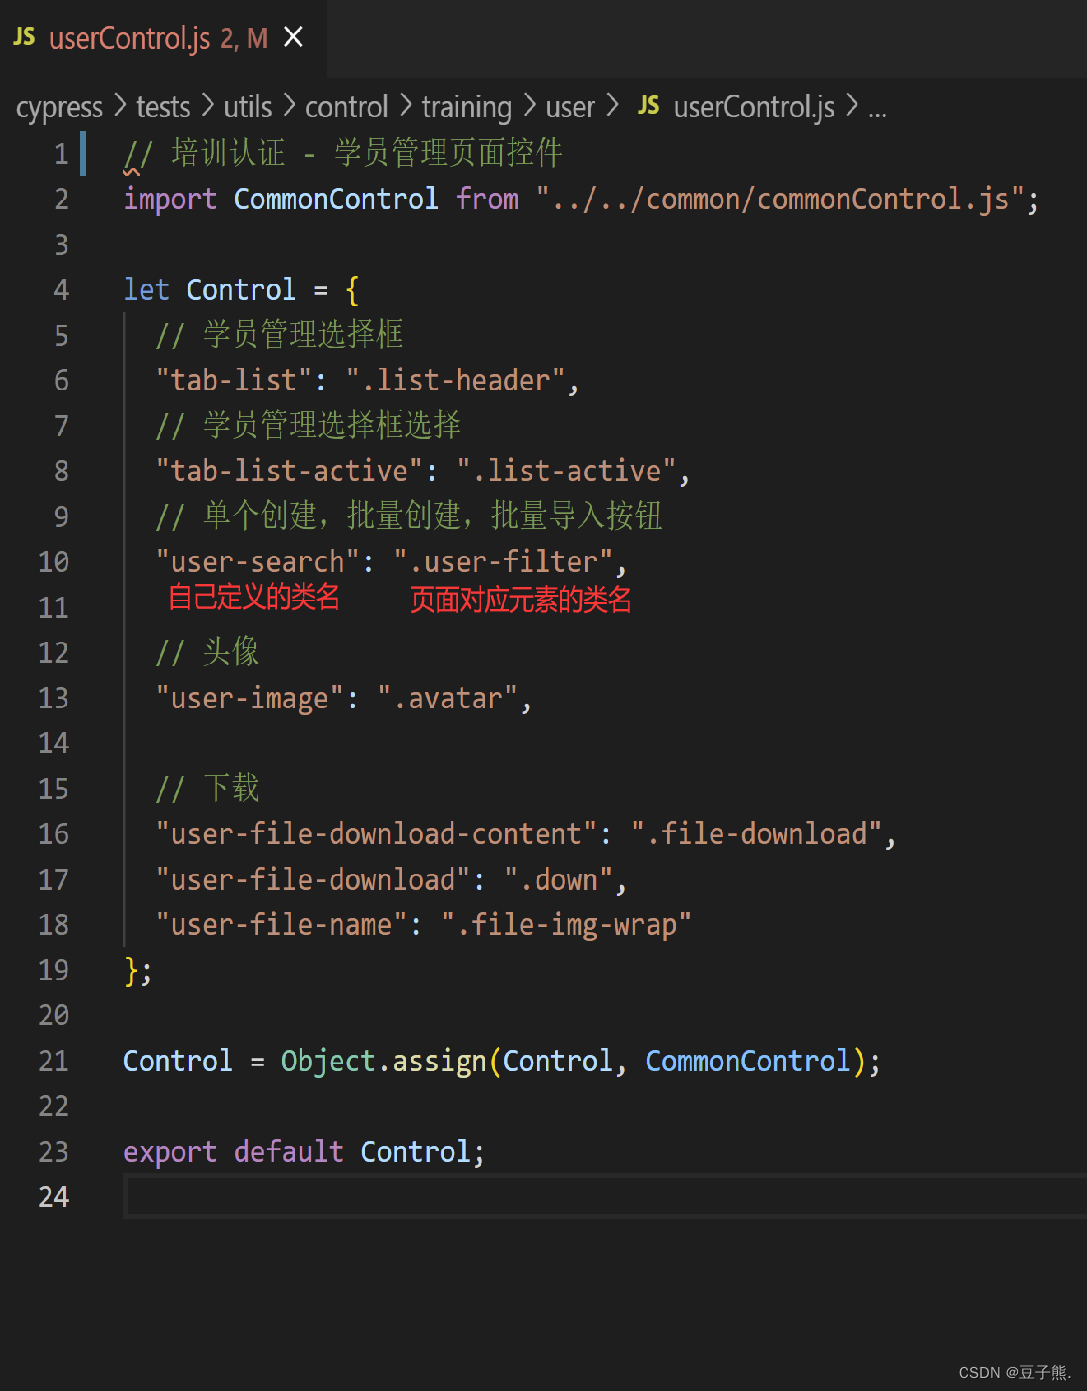 JS userControl.js 2, M ×
cypress > tests > utils > control > training > user > JS userControl.js > ...
1 // 培训认证 - 学员管理页面控件
2 import CommonControl from "../../common/commonControl.js";
3
4 let Control = {
5 // 学员管理选择框
6 "tab-list": ".list-header",
7 // 学员管理选择框选择
8 "tab-list-active": ".list-active",
9 // 单个创建，批量创建，批量导入按钮
10 "user-search": ".user-filter",
自己定义的类名 页面对应元素的类名
11
12 // 头像
13 "user-image": ".avatar",
14
15 // 下载
16 "user-file-download-content": ".file-download",
17 "user-file-download": ".down",
18 "user-file-name": ".file-img-wrap"
19 };
20
21 Control = Object.assign(Control, CommonControl);
22
23 export default Control;
24
CSDN @豆子熊.